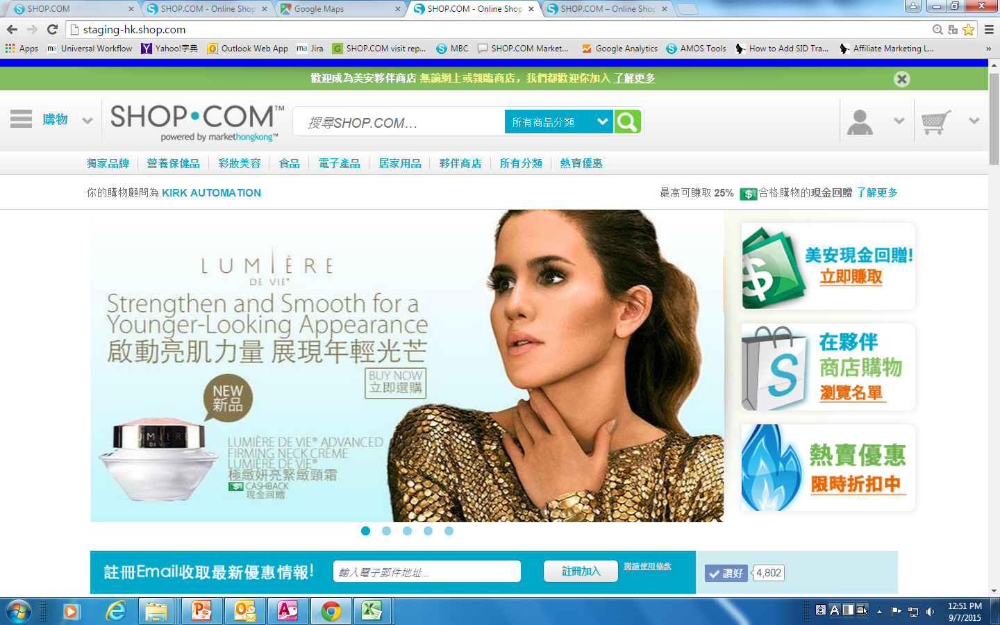 SHOP.COM
SHOP.COM - Online Shop
Google Maps
SHOP.COM - Online Shop
SHOP.COM – Online Shop
staging-hk.shop.com
Apps
Universal Workflow
Yahoo!字典
Outlook Web App
Jira
SHOP.COM visit rep...
MBC
SHOP.COM Market...
Google Analytics
AMOS Tools
How to Add SID Tra...
Affiliate Marketing L...
»
歡迎成為美安夥伴商店 無論網上或親臨商店，我們都歡迎你加入 了解更多
購物
SHOP•COM™
powered by markethongkong™
搜尋SHOP.COM...
所有商品分類
獨家品牌
營養保健品
彩妝美容
食品
電子產品
居家用品
夥伴商店
所有分類
熱賣優惠
你的購物顧問為 KIRK AUTOMATION
最高可賺取 25% 合格購物的現金回贈 了解更多
LUMIÈRE
DE VIE®
Strengthen and Smooth for a
Younger-Looking Appearance
啟動亮肌力量 展現年輕光芒
BUY NOW
立即選購
NEW
新品
LUMIÈRE
DE VIE
LUMIÈRE DE VIE® ADVANCED
FIRMING NECK CRÈME
LUMIÈRE DE VIE®
極緻妍亮緊緻頸霜
CASHBACK
現金回贈
美安現金回贈!
立即賺取
在夥伴
商店購物
瀏覽名單
熱賣優惠
限時折扣中
註冊Email收取最新優惠情報!
輸入電子郵件地址...
註冊加入
閱讀使用條款
讚好
4,802
12:51 PM
9/7/2015